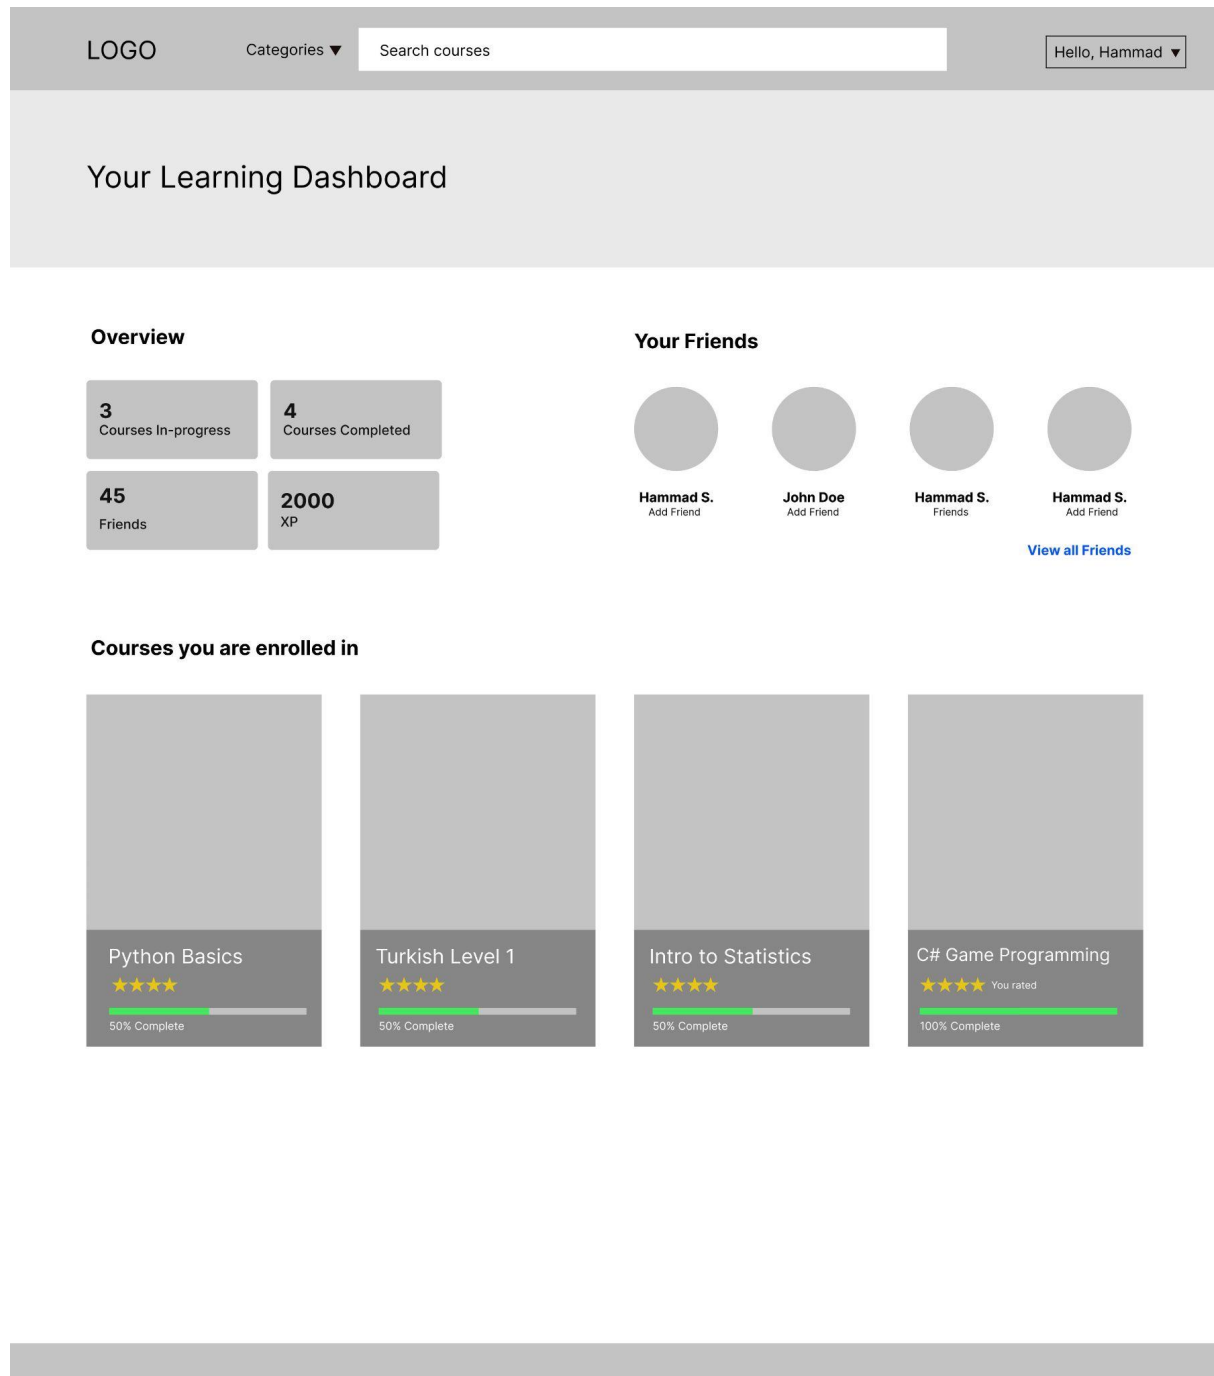 LOGO
Categories ▼
Search courses
Hello, Hammad ▼
Your Learning Dashboard
Overview
3
Courses In-progress
4
Courses Completed
45
Friends
2000
XP
Your Friends
Hammad S.
Add Friend
John Doe
Add Friend
Hammad S.
Friends
Hammad S.
Add Friend
View all Friends
Courses you are enrolled in
Python Basics
★★★★
50% Complete
Turkish Level 1
★★★★
50% Complete
Intro to Statistics
★★★★
50% Complete
C# Game Programming
★★★★ You rated
100% Complete